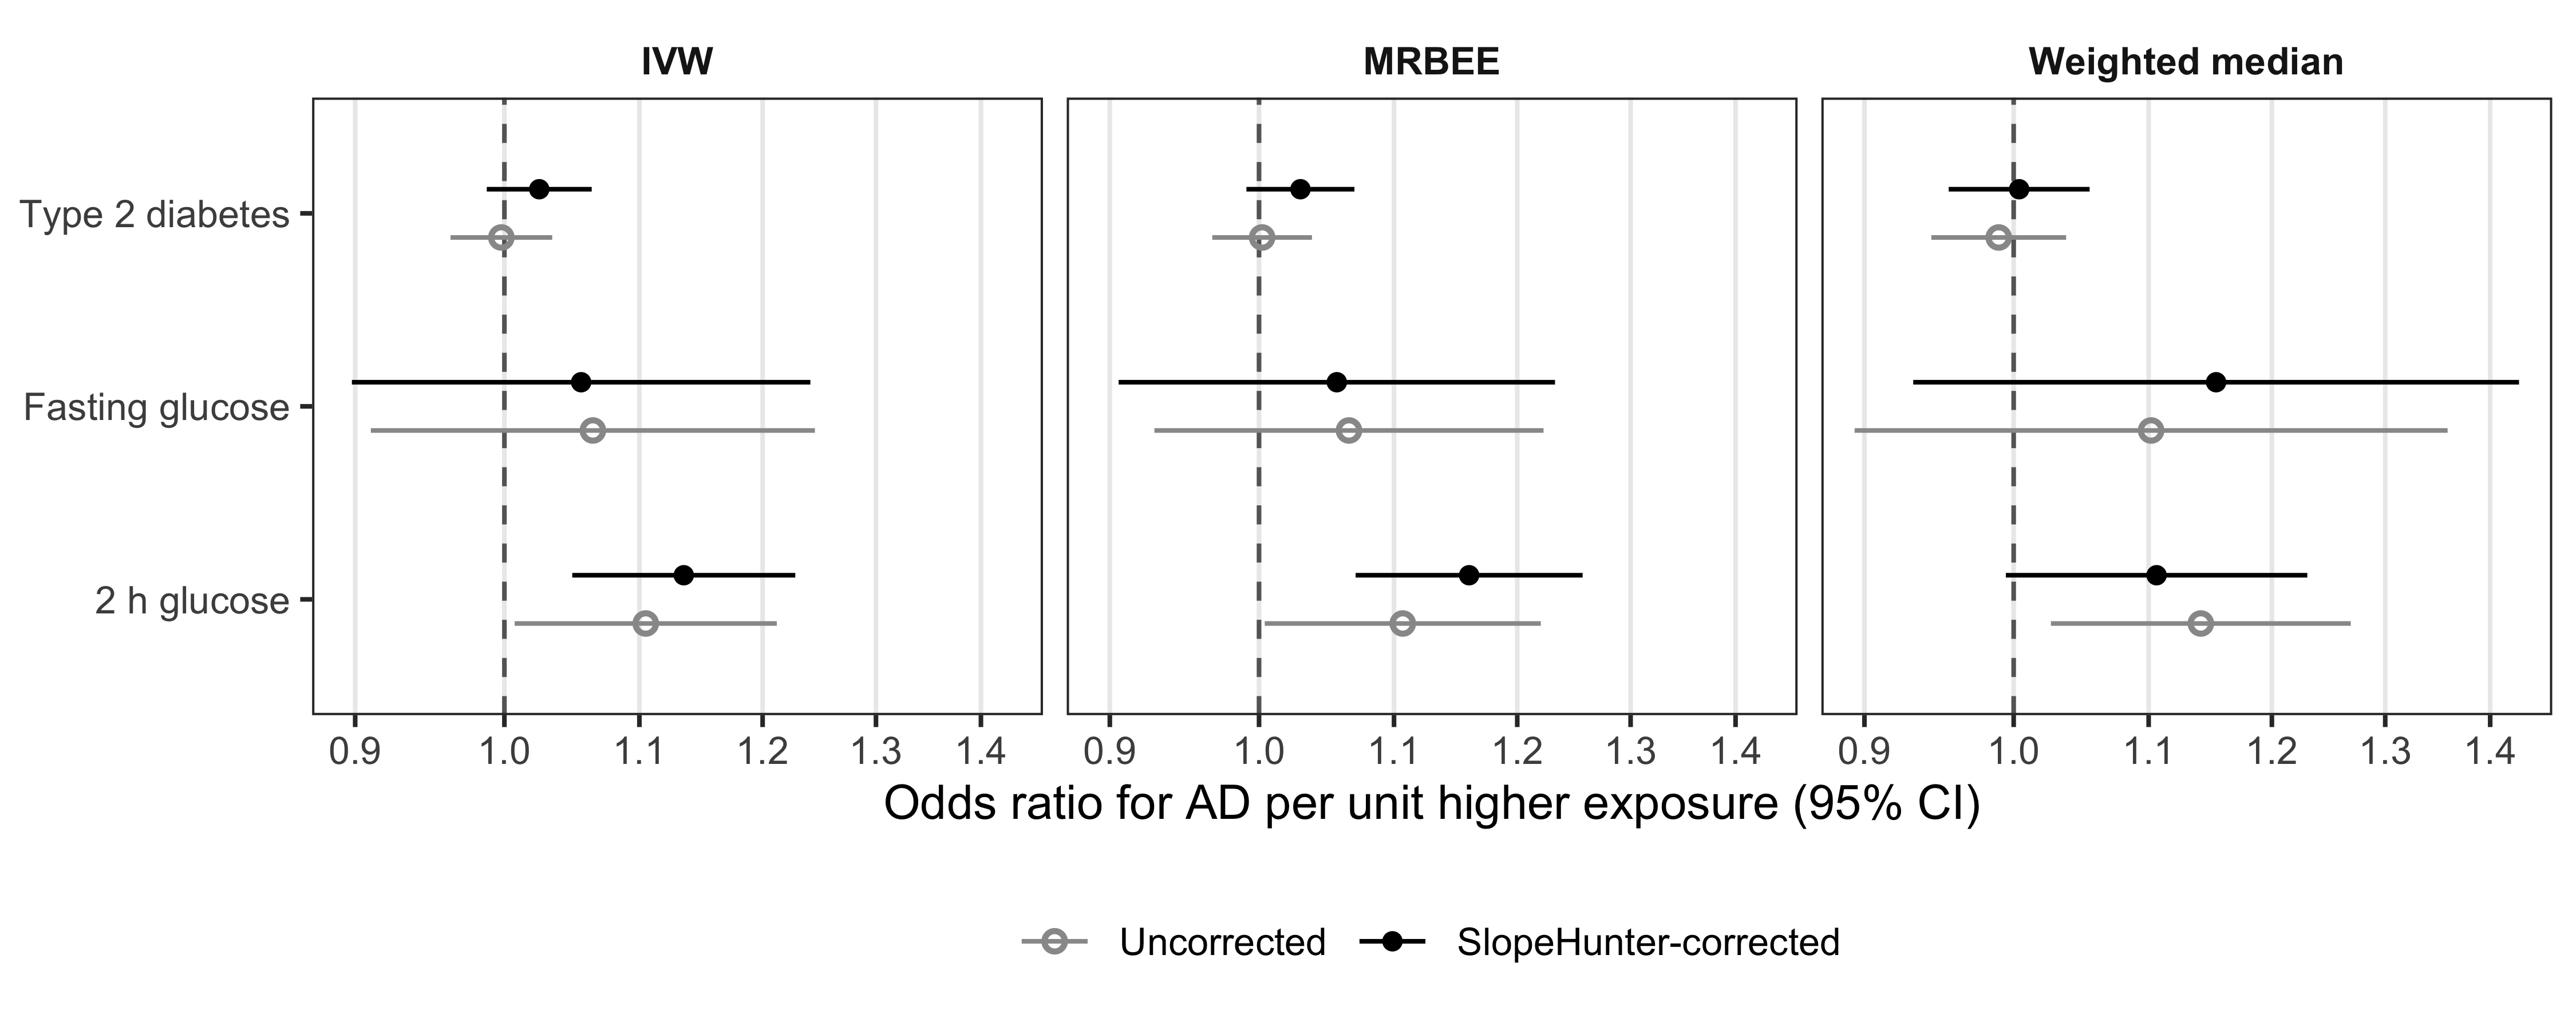 IVW MRBEE Weighted median
Type 2 diabetes
Fasting glucose
2 h glucose
0.9 1.0 1.1 1.2 1.3 1.4 0.9 1.0 1.1 1.2 1.3 1.4 0.9 1.0 1.1 1.2 1.3 1.4
Odds ratio for AD per unit higher exposure (95% CI)
Uncorrected SlopeHunter-corrected